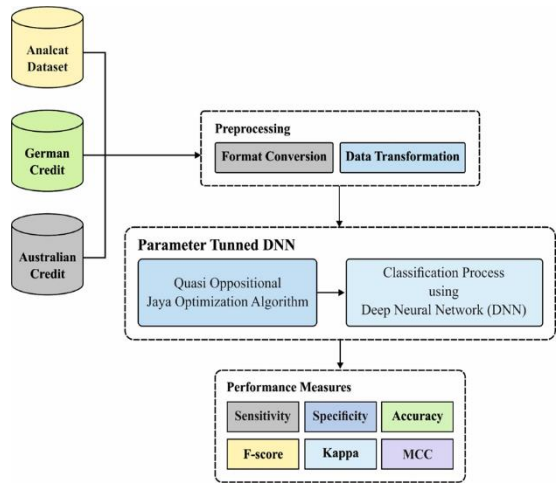 Analcat
Dataset
German
Credit
Australian
Credit
Preprocessing
Format Conversion
Data Transformation
Parameter Tunned DNN
Quasi Oppositional
Jaya Optimization Algorithm
Classification Process
using
Deep Neural Network (DNN)
Performance Measures
Sensitivity
Specificity
Accuracy
F-score
Kappa
MCC